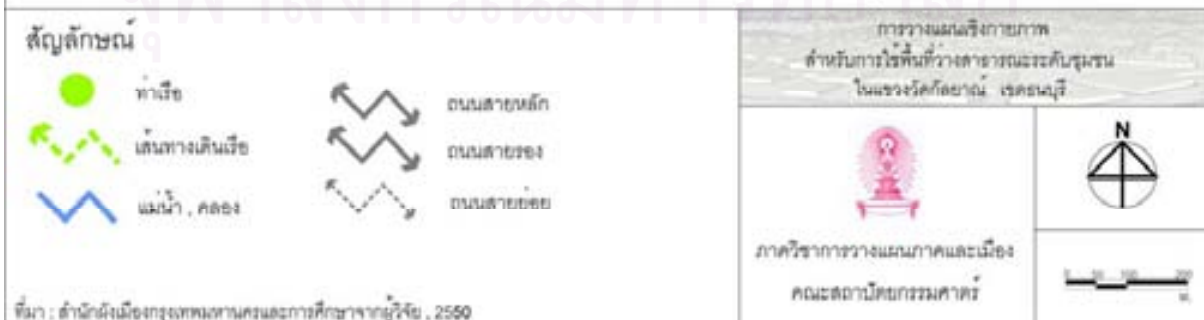 สัญลักษณ์
ท่าเรือ
เส้นทางเดินเรือ
แม่น้ำ , คลอง
ถนนสายหลัก
ถนนสายรอง
ถนนสายย่อย
ที่มา : สำนักผังเมืองกรุงเทพมหานครและการศึกษาจากผู้วิจัย , 2550
การวางแผนเชิงกายภาพ
สำหรับการใช้พื้นที่ว่างสาธารณะระดับชุมชน
ในแขวงวัดกัลยาณ์ เขตธนบุรี
ภาควิชาการวางแผนภาคและเมือง
คณะสถาปัตยกรรมศาตร์
N
0 50 100 200
ม.